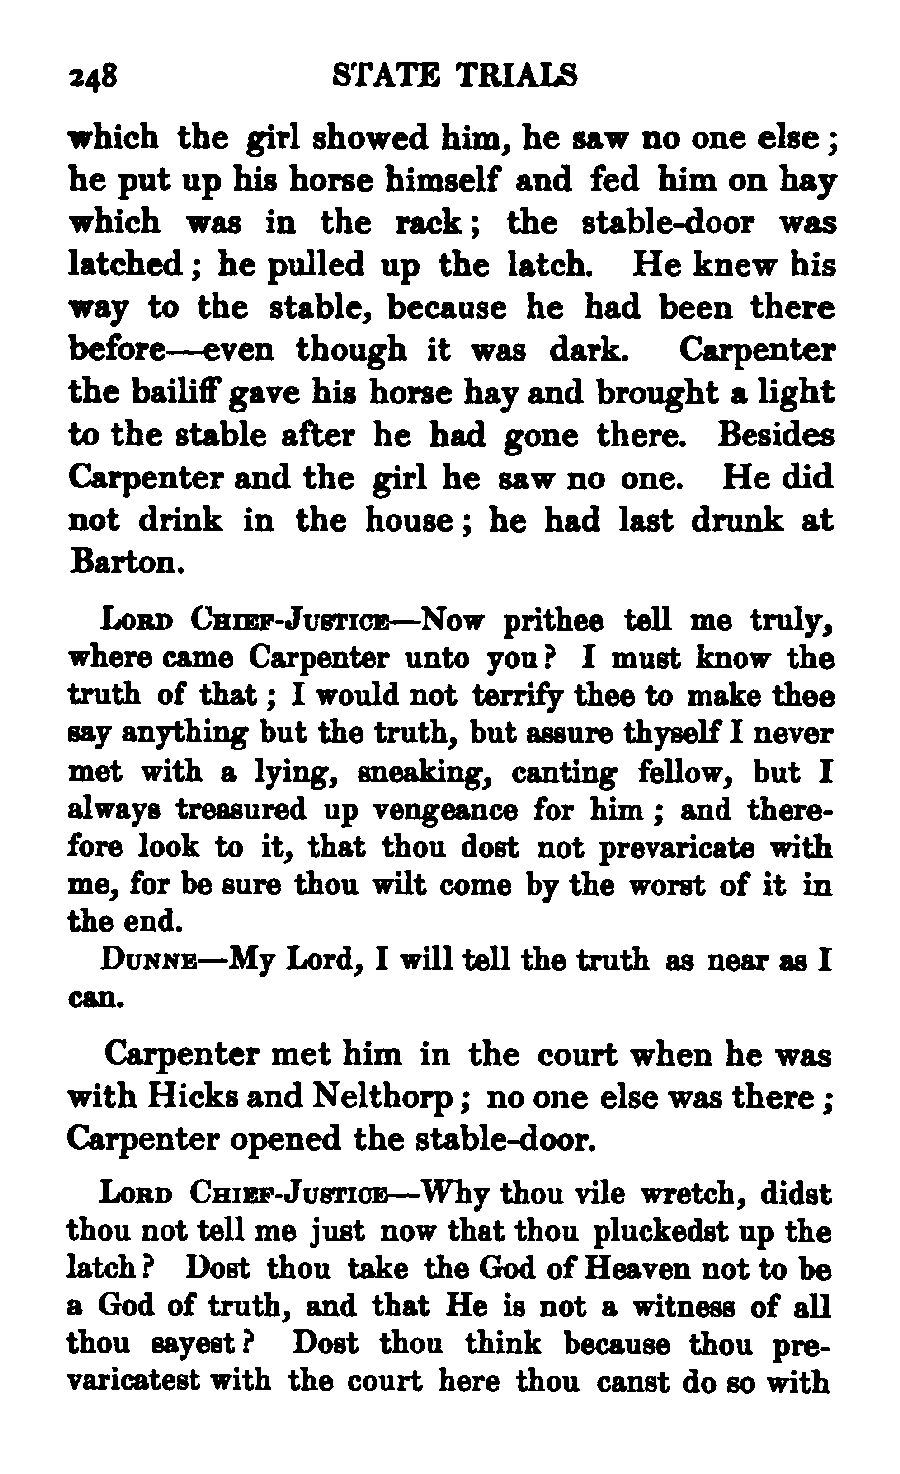 248 STATE TRIALS
which the girl showed him, he saw no one else ;
he put up his horse himself and fed him on hay
which was in the rack ; the stable-door was
latched ; he pulled up the latch. He knew his
way to the stable, because he had been there
before—even though it was dark. Carpenter
the bailiff gave his horse hay and brought a light
to the stable after he had gone there. Besides
Carpenter and the girl he saw no one. He did
not drink in the house ; he had last drunk at
Barton.
LORD CHIEF-JUSTICE—Now prithee tell me truly,
where came Carpenter unto you? I must know the
truth of that ; I would not terrify thee to make thee
say anything but the truth, but assure thyself I never
met with a lying, sneaking, canting fellow, but I
always treasured up vengeance for him ; and there-
fore look to it, that thou dost not prevaricate with
me, for be sure thou wilt come by the worst of it in
the end.
DUNNE—My Lord, I will tell the truth as near as I
can.
Carpenter met him in the court when he was
with Hicks and Nelthorp ; no one else was there ;
Carpenter opened the stable-door.
LORD CHIEF-JUSTICE—Why thou vile wretch, didst
thou not tell me just now that thou pluckedst up the
latch? Dost thou take the God of Heaven not to be
a God of truth, and that He is not a witness of all
thou sayest? Dost thou think because thou pre-
varicatest with the court here thou canst do so with